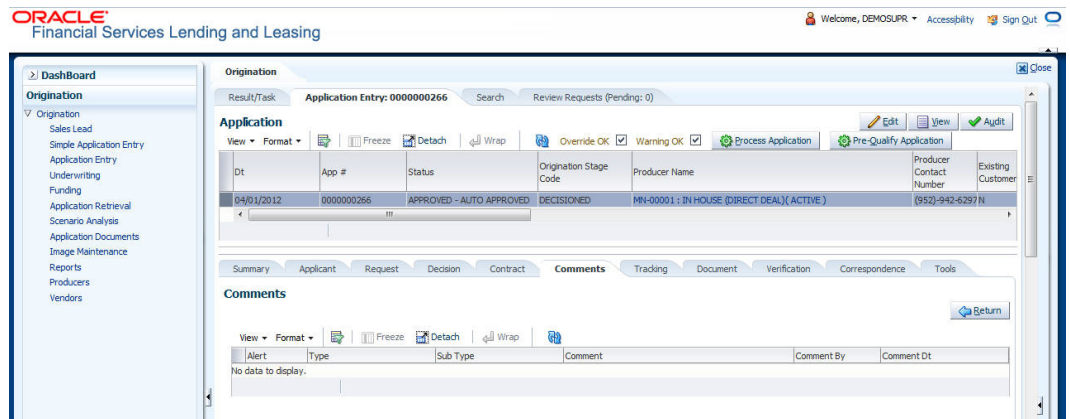 ORACLE®
Financial Services Lending and Leasing
Welcome, DEMOSUPR Accessibility Sign Out
DashBoard
Origination
Origination
Sales Lead
Simple Application Entry
Application Entry
Underwriting
Funding
Application Retrieval
Scenario Analysis
Application Documents
Image Maintenance
Reports
Producers
Vendors
Origination Close
Result/Task Application Entry: 0000000266 Search Review Requests (Pending: 0)
Application Edit View Audit
View Format Freeze Detach Wrap Override OK Warning OK Process Application Pre-Qualify Application
Dt App # Status Origination Stage Code Producer Name Producer Contact Number Existing Customer
04/01/2012 0000000266 APPROVED - AUTO APPROVED DECISIONED MN-00001 : IN HOUSE (DIRECT DEAL)( ACTIVE ) (952)-942-6297 N
Summary Applicant Request Decision Contract Comments Tracking Document Verification Correspondence Tools
Comments
Return
View Format Freeze Detach Wrap
Alert Type Sub Type Comment Comment By Comment Dt
No data to display.